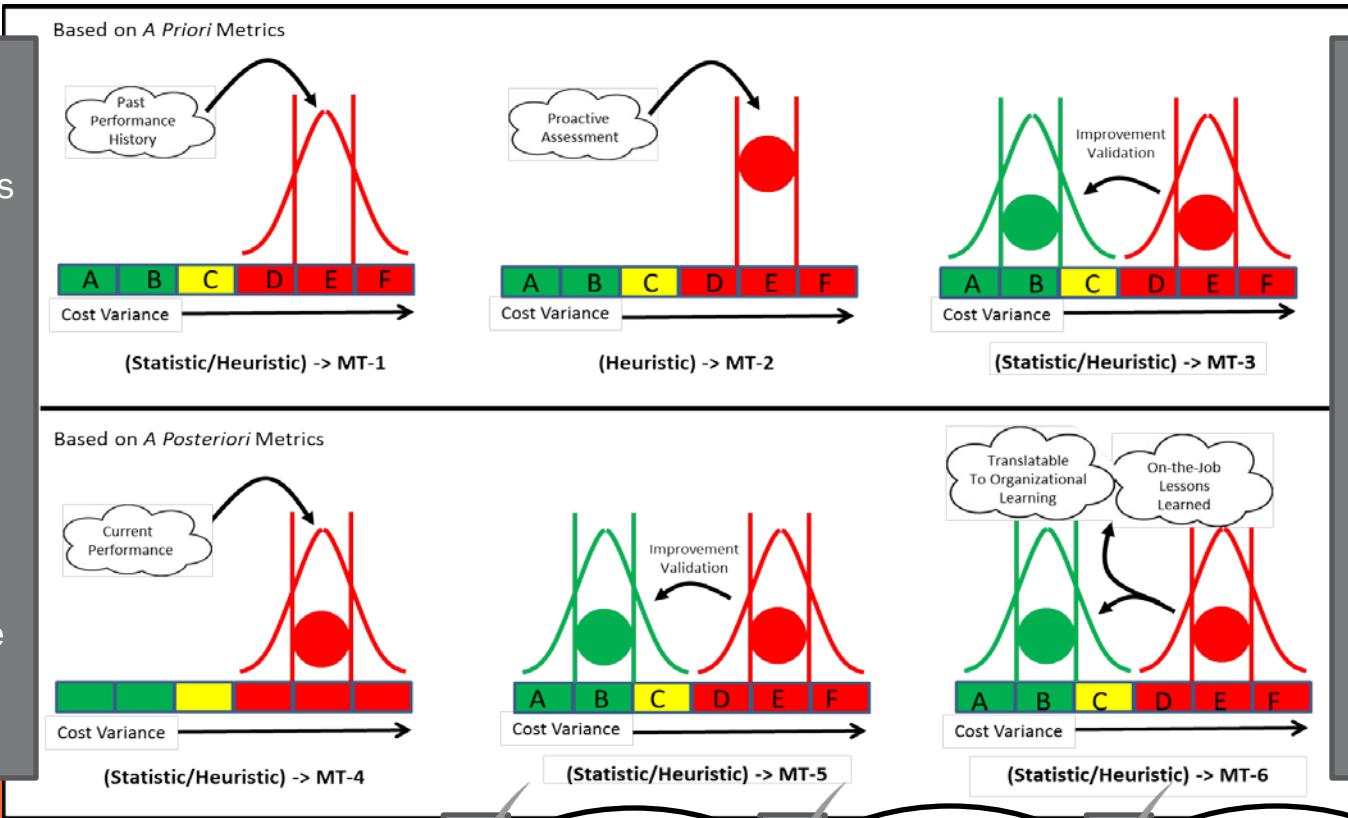 Based on A Priori Metrics
Past
Performance
History
A B C D E F
Cost Variance
(Statistic/Heuristic) -> MT-1
Proactive
Assessment
A B C D E F
Cost Variance
(Heuristic) -> MT-2
Improvement
Validation
A B C D E F
Cost Variance
(Statistic/Heuristic) -> MT-3
Based on A Posteriori Metrics
Current
Performance
Cost Variance
(Statistic/Heuristic) -> MT-4
Improvement
Validation
A B C D E F
Cost Variance
(Statistic/Heuristic) -> MT-5
Translatable
To Organizational
Learning
On-the-Job
Lessons
Learned
A B C D E F
Cost Variance
(Statistic/Heuristic) -> MT-6
s
e